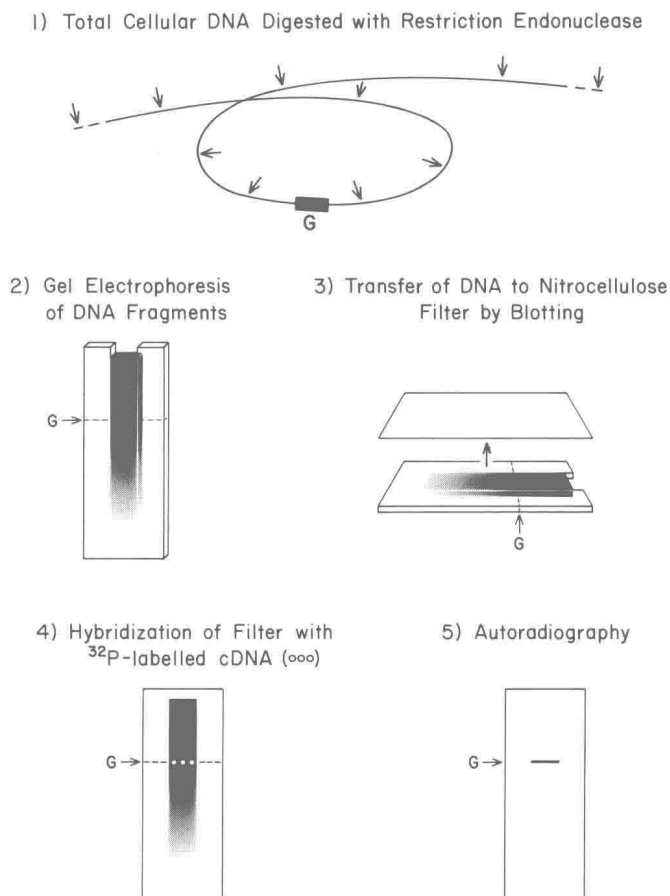 1) Total Cellular DNA Digested with Restriction Endonuclease
G
2) Gel Electrophoresis
of DNA Fragments
G
3) Transfer of DNA to Nitrocellulose
Filter by Blotting
G
4) Hybridization of Filter with
³²P-labelled cDNA (ooo)
G
5) Autoradiography
G